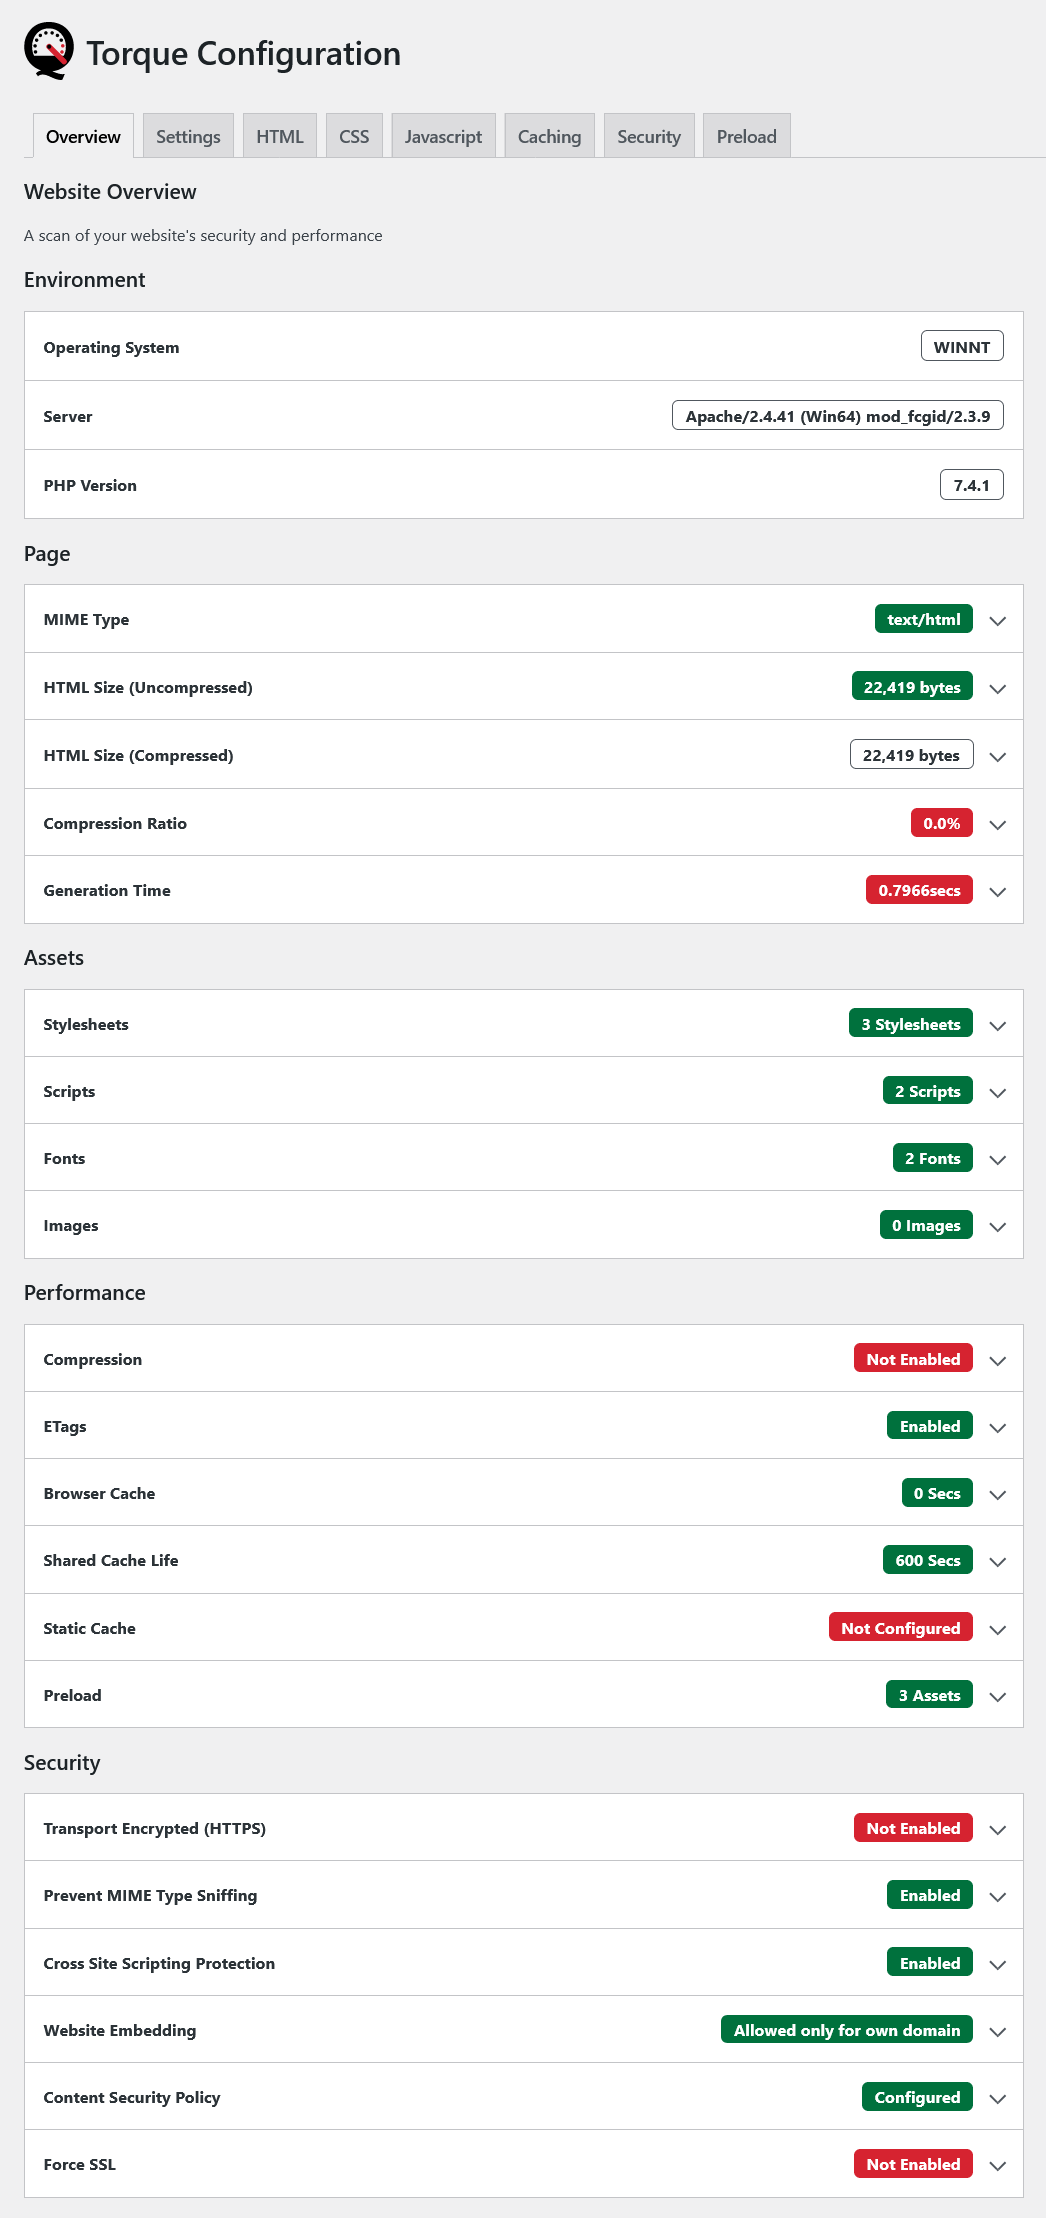 Torque Configuration
Overview Settings HTML CSS Javascript Caching Security Preload
Website Overview
A scan of your website's security and performance
Environment
Operating System WINNT
Server Apache/2.4.41 (Win64) mod_fcgid/2.3.9
PHP Version 7.4.1
Page
MIME Type text/html
HTML Size (Uncompressed) 22,419 bytes
HTML Size (Compressed) 22,419 bytes
Compression Ratio 0.0%
Generation Time 0.7966secs
Assets
Stylesheets 3 Stylesheets
Scripts 2 Scripts
Fonts 2 Fonts
Images 0 Images
Performance
Compression Not Enabled
ETags Enabled
Browser Cache 0 Secs
Shared Cache Life 600 Secs
Static Cache Not Configured
Preload 3 Assets
Security
Transport Encrypted (HTTPS) Not Enabled
Prevent MIME Type Sniffing Enabled
Cross Site Scripting Protection Enabled
Website Embedding Allowed only for own domain
Content Security Policy Configured
Force SSL Not Enabled